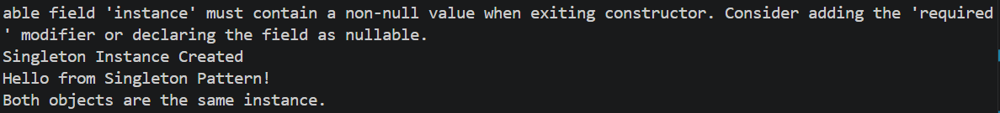 able field 'instance' must contain a non-null value when exiting constructor. Consider adding the 'required
' modifier or declaring the field as nullable.
Singleton Instance Created
Hello from Singleton Pattern!
Both objects are the same instance.